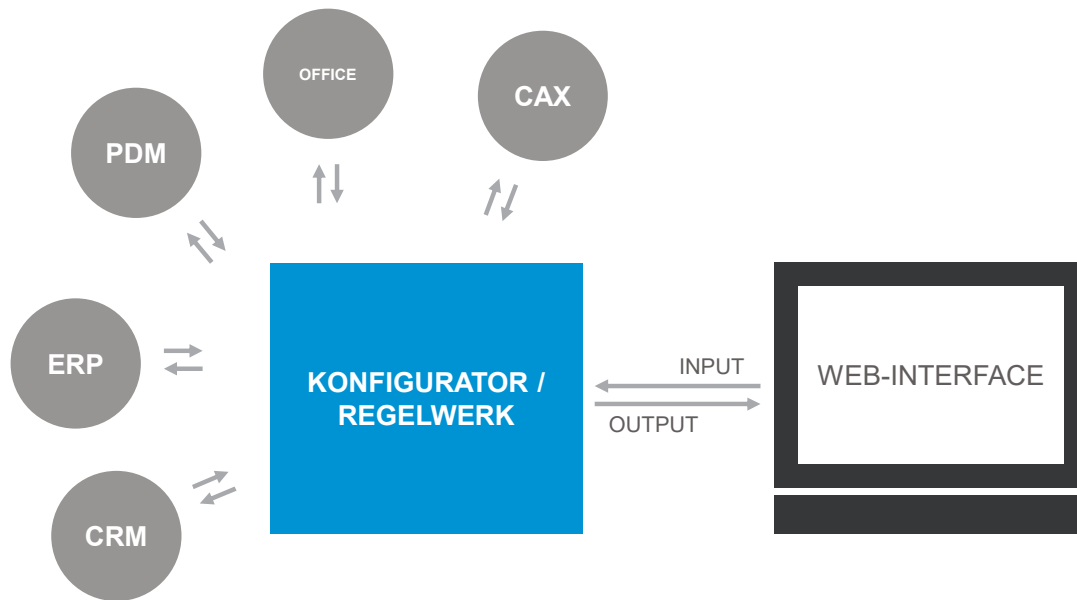 OFFICE
CAX
PDM
ERP
CRM
KONFIGURATOR /
REGELWERK
INPUT
OUTPUT
WEB-INTERFACE